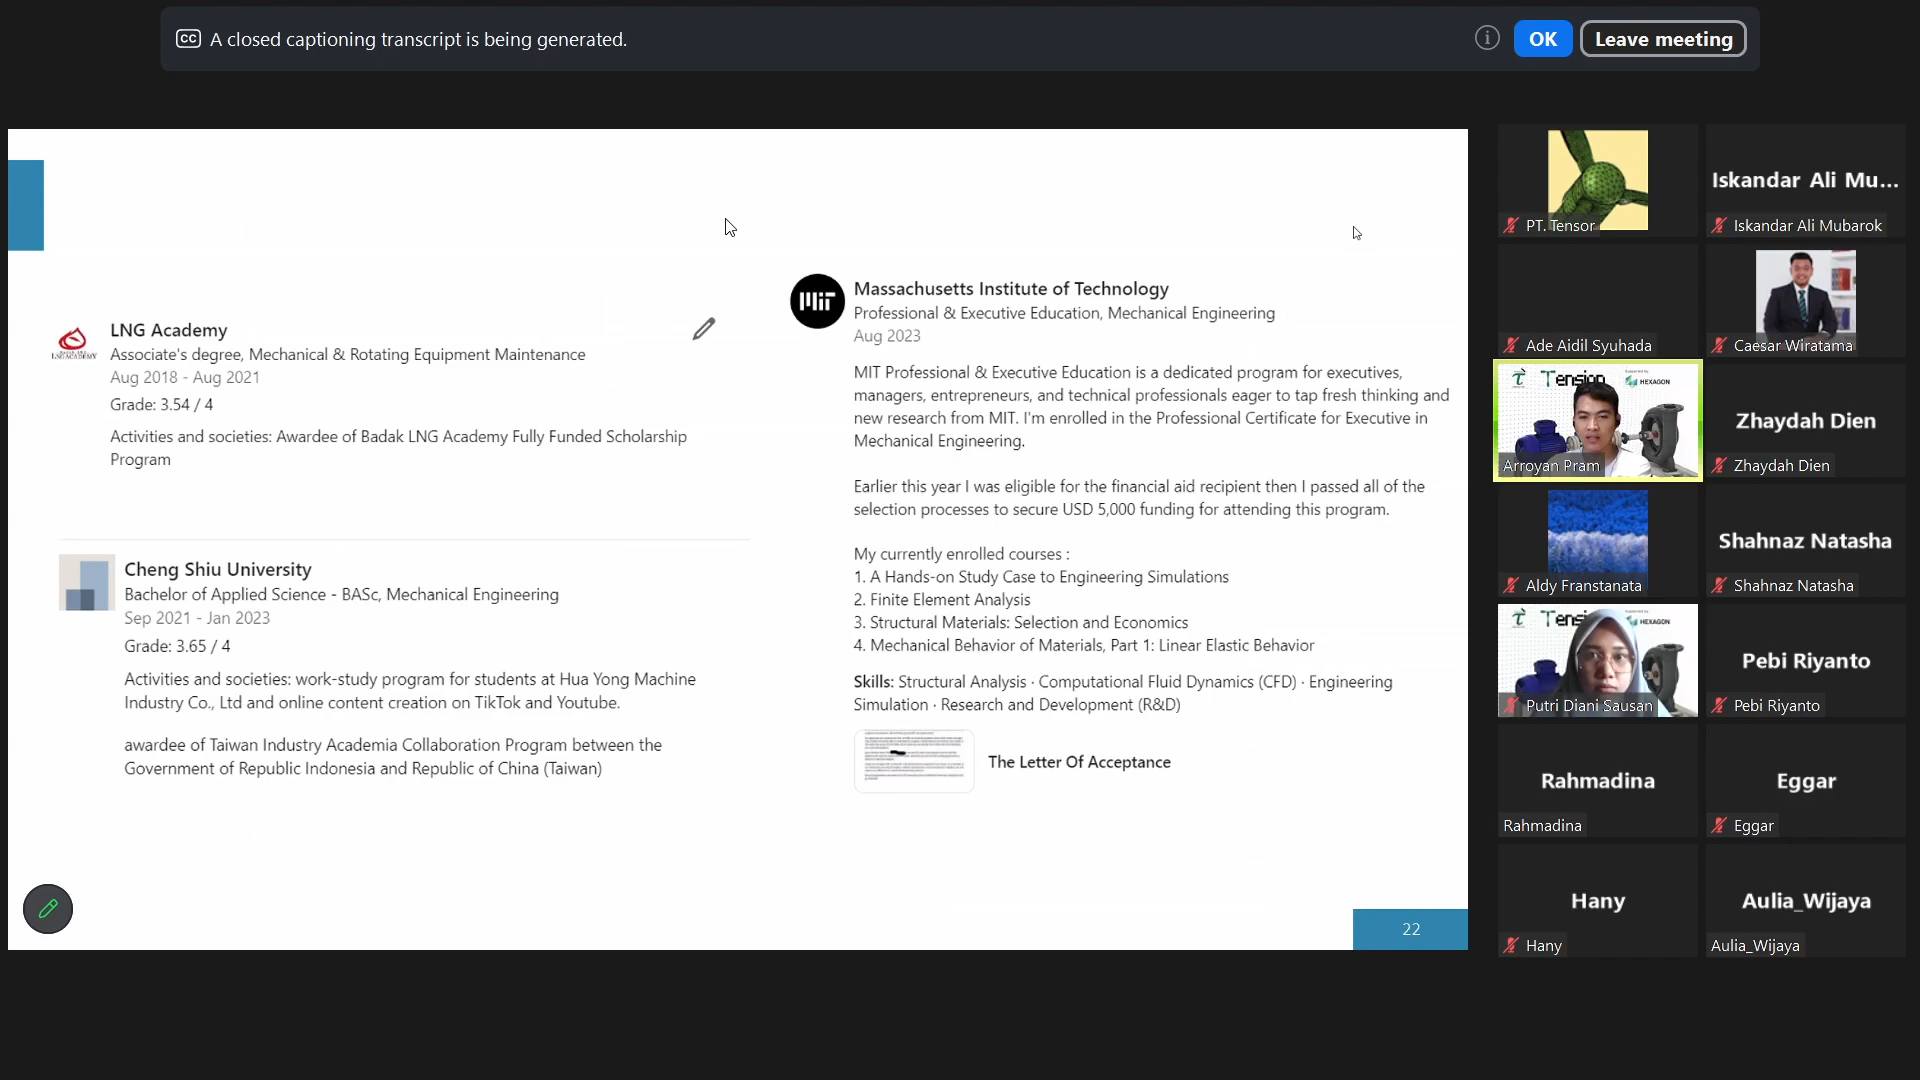 CC A closed captioning transcript is being generated.
OK
Leave meeting
LNG Academy
Associate's degree, Mechanical & Rotating Equipment Maintenance
Aug 2018 - Aug 2021
Grade: 3.54 / 4
Activities and societies: Awardee of Badak LNG Academy Fully Funded Scholarship
Program
Cheng Shiu University
Bachelor of Applied Science - BASc, Mechanical Engineering
Sep 2021 - Jan 2023
Grade: 3.65 / 4
Activities and societies: work-study program for students at Hua Yong Machine
Industry Co., Ltd and online content creation on TikTok and Youtube.
awardee of Taiwan Industry Academia Collaboration Program between the
Government of Republic Indonesia and Republic of China (Taiwan)
MIT
Massachusetts Institute of Technology
Professional & Executive Education, Mechanical Engineering
Aug 2023
MIT Professional & Executive Education is a dedicated program for executives,
managers, entrepreneurs, and technical professionals eager to tap fresh thinking and
new research from MIT. I'm enrolled in the Professional Certificate for Executive in
Mechanical Engineering.
Earlier this year I was eligible for the financial aid recipient then I passed all of the
selection processes to secure USD 5,000 funding for attending this program.
My currently enrolled courses :
1. A Hands-on Study Case to Engineering Simulations
2. Finite Element Analysis
3. Structural Materials: Selection and Economics
4. Mechanical Behavior of Materials, Part 1: Linear Elastic Behavior
Skills: Structural Analysis · Computational Fluid Dynamics (CFD) · Engineering
Simulation · Research and Development (R&D)
The Letter Of Acceptance
22
PT. Tensor
Iskandar Ali Mu...
Iskandar Ali Mubarok
Ade Aidil Syuhada
Caesar Wiratama
Tension
HEXAGON
Arroyan Pram
Zhaydah Dien
Zhaydah Dien
Aldy Franstanata
Shahnaz Natasha
Shahnaz Natasha
HEXAGON
Putri Diani Sausan
Pebi Riyanto
Pebi Riyanto
Rahmadina
Rahmadina
Eggar
Eggar
Hany
Hany
Aulia_Wijaya
Aulia_Wijaya